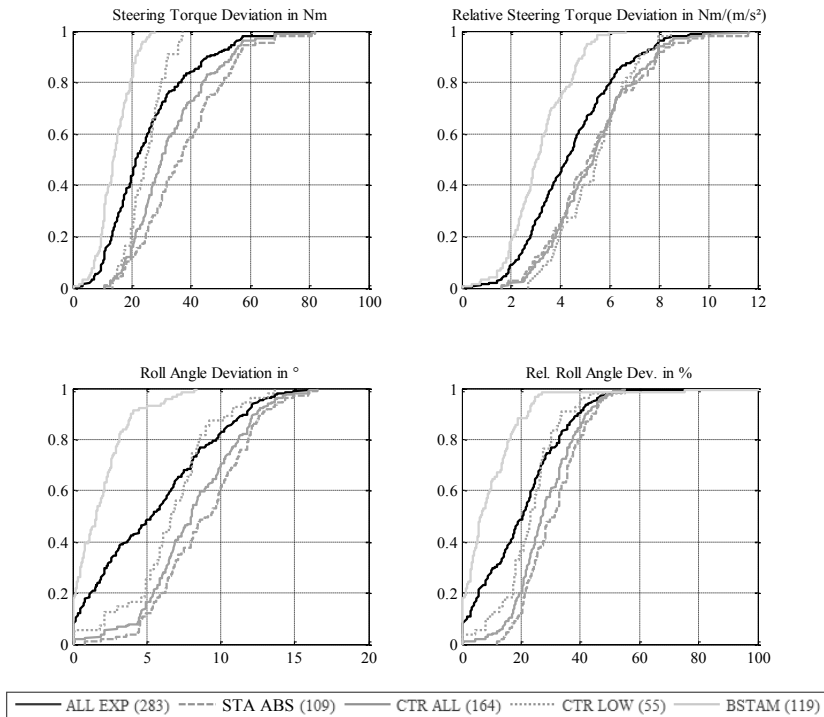 Steering Torque Deviation in Nm
1
0.8
0.6
0.4
0.2
0
0 20 40 60 80 100
Relative Steering Torque Deviation in Nm/(m/s²)
1
0.8
0.6
0.4
0.2
0
0 2 4 6 8 10 12
Roll Angle Deviation in °
1
0.8
0.6
0.4
0.2
0
0 5 10 15 20
Rel. Roll Angle Dev. in %
1
0.8
0.6
0.4
0.2
0
0 20 40 60 80 100
ALL EXP (283) STA ABS (109) CTR ALL (164) CTR LOW (55) BSTAM (119)